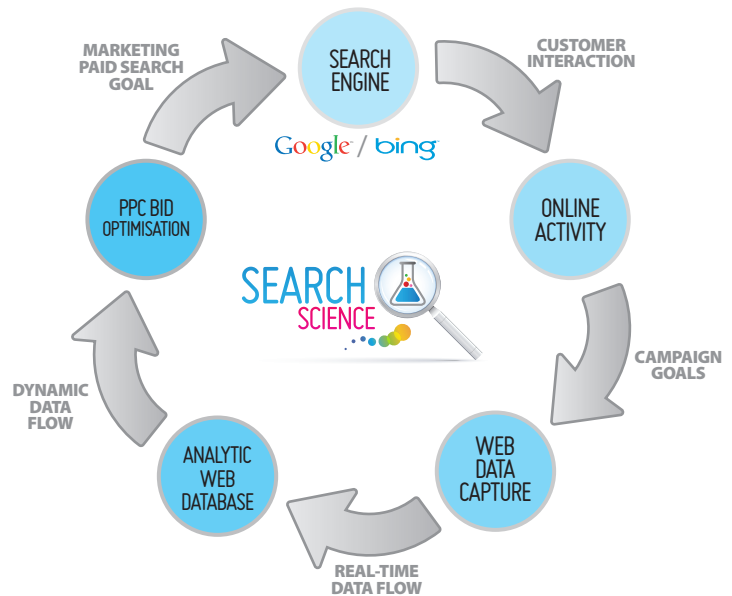 MARKETING
PAID SEARCH
GOAL
SEARCH
ENGINE
CUSTOMER
INTERACTION
Google / bing
PPC BID
OPTIMISATION
ONLINE
ACTIVITY
SEARCH
SCIENCE
CAMPAIGN
GOALS
DYNAMIC
DATA
FLOW
ANALYTIC
WEB
DATABASE
WEB
DATA
CAPTURE
REAL-TIME
DATA FLOW